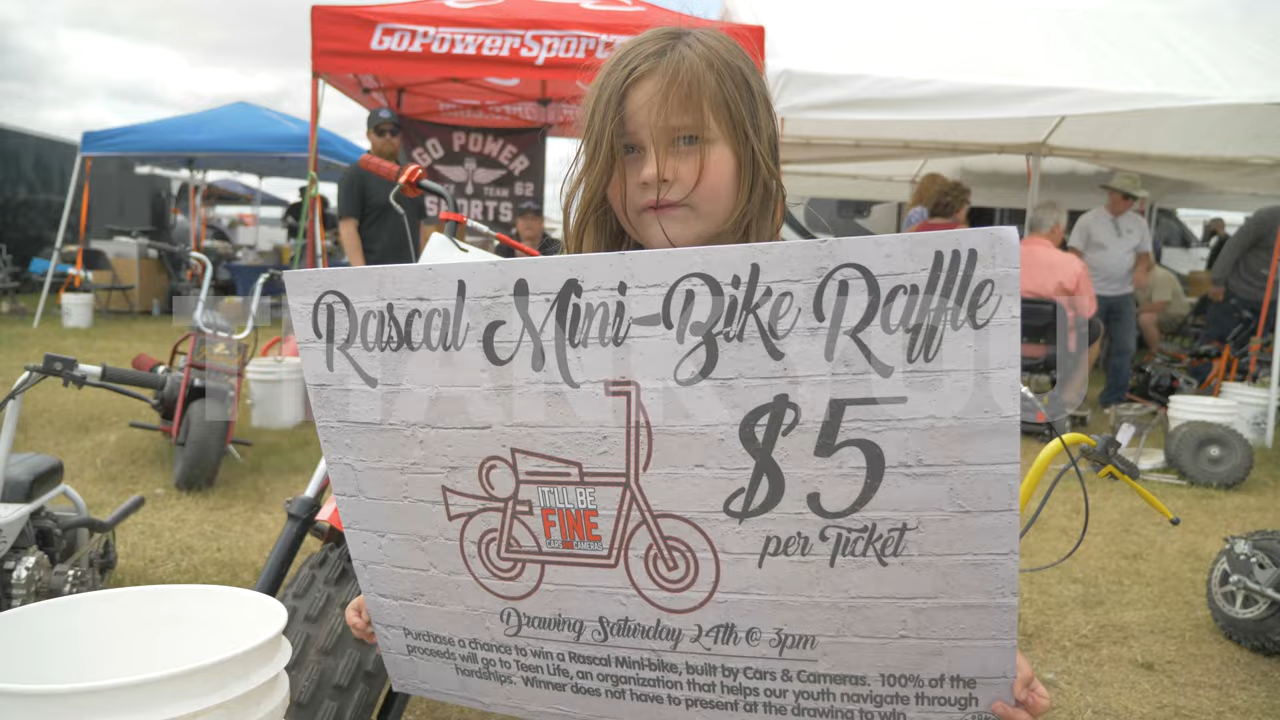 GoPowerSports
GO POWER
TEAM 62
SPORTS
Rascal Mini-Bike Raffle
THANK YOU
$5
per Ticket
IT'LL BE
FINE
CARS AND CAMERAS
Drawing Saturday 24th @ 3pm
Purchase a chance to win a Rascal Mini-bike, built by Cars & Cameras. 100% of the
proceeds will go to Teen Life, an organization that helps our youth navigate through
hardships. Winner does not have to present at the drawing to win